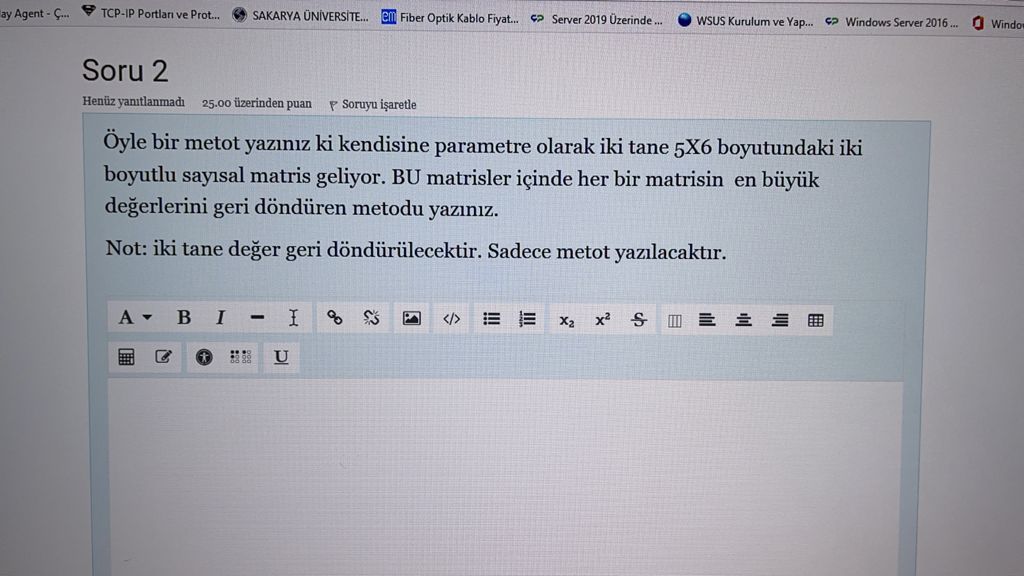 ay Agent - Ç...
TCP-IP Portları ve Prot...
SAKARYA ÜNİVERSİTE...
em Fiber Optik Kablo Fiyat...
Server 2019 Üzerinde ...
WSUS Kurulum ve Yap...
Windows Server 2016 ...
Windo
Soru 2
Henüz yanıtlanmadı 25.00 üzerinden puan Soruyu işaretle
Öyle bir metot yazınız ki kendisine parametre olarak iki tane 5X6 boyutundaki iki
boyutlu sayısal matris geliyor. BU matrisler içinde her bir matrisin en büyük
değerlerini geri döndüren metodu yazınız.
Not: iki tane değer geri döndürülecektir. Sadece metot yazılacaktır.
A B I </> x₂ x² S
U